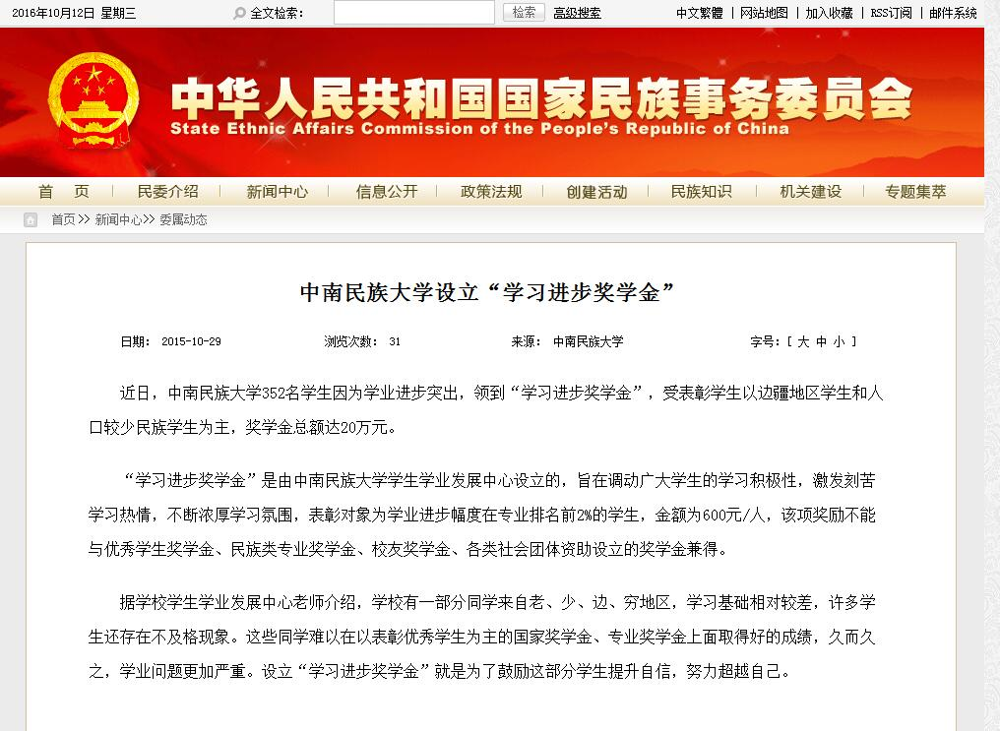 2016年10月12日 星期三 全文检索： 检索 高级搜索 中文繁體 | 网站地图 | 加入收藏 | RSS订阅 | 邮件系统
中华人民共和国国家民族事务委员会
State Ethnic Affairs Commission of the People's Republic of China
首 页 | 民委介绍 | 新闻中心 | 信息公开 | 政策法规 | 创建活动 | 民族知识 | 机关建设 | 专题集萃
首页>> 新闻中心>> 委属动态
中南民族大学设立“学习进步奖学金”
日期： 2015-10-29 浏览次数： 31 来源： 中南民族大学 字号：[ 大 中 小 ]
近日，中南民族大学352名学生因为学业进步突出，领到“学习进步奖学金”，受表彰学生以边疆地区学生和人
口较少民族学生为主，奖学金总额达20万元。
“学习进步奖学金”是由中南民族大学学生学业发展中心设立的，旨在调动广大学生的学习积极性，激发刻苦
学习热情，不断浓厚学习氛围，表彰对象为学业进步幅度在专业排名前2%的学生，金额为600元/人，该项奖励不能
与优秀学生奖学金、民族类专业奖学金、校友奖学金、各类社会团体资助设立的奖学金兼得。
据学校学生学业发展中心老师介绍，学校有一部分同学来自老、少、边、穷地区，学习基础相对较差，许多学
生还存在不及格现象。这些同学难以在以表彰优秀学生为主的国家奖学金、专业奖学金上面取得好的成绩，久而久
之，学业问题更加严重。设立“学习进步奖学金”就是为了鼓励这部分学生提升自信，努力超越自己。